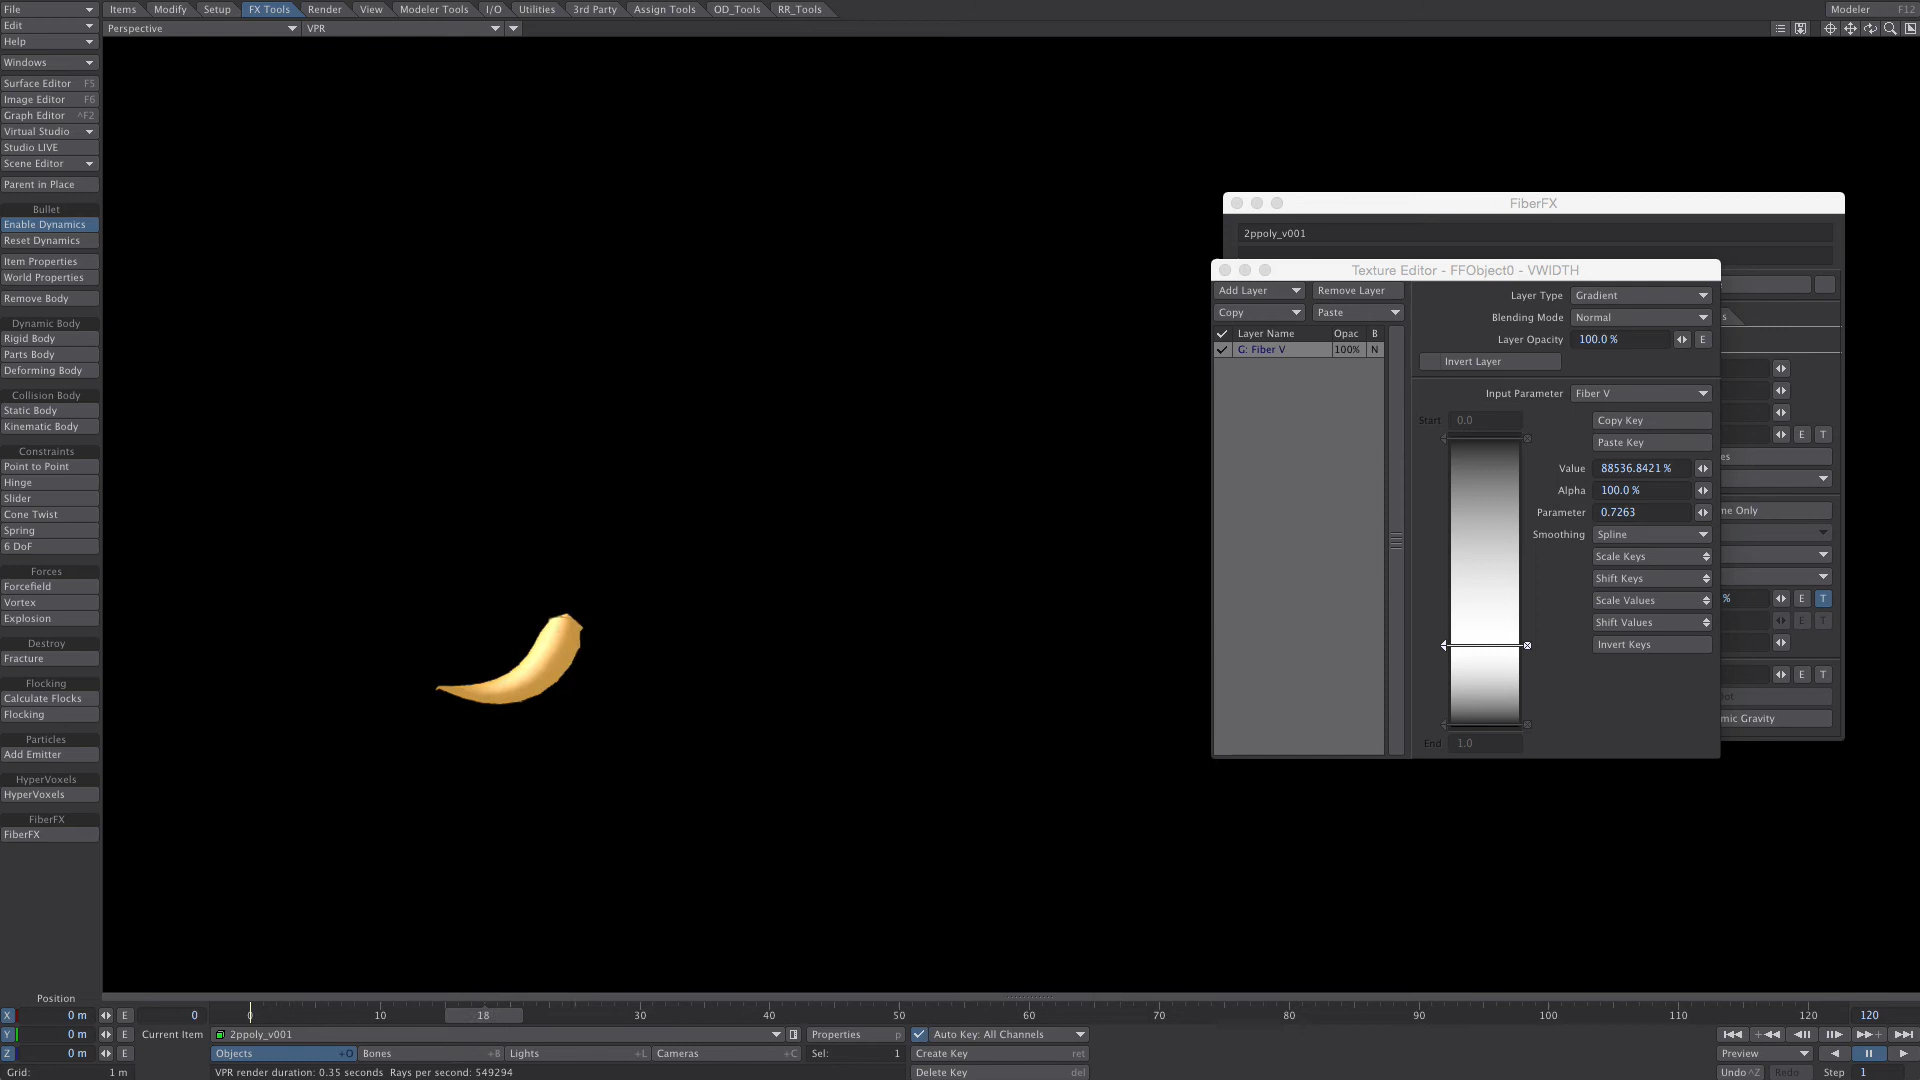 File
Items
Modify
Setup
FX Tools
Render
View
Modeler Tools
I/O
Utilities
3rd Party
Assign Tools
OD_Tools
RR_Tools
Modeler F12
Edit
Perspective
VPR
Help
Windows
Surface Editor F5
Image Editor F6
Graph Editor ^F2
Virtual Studio
Studio LIVE
Scene Editor
Parent in Place
Bullet
Enable Dynamics
Reset Dynamics
Item Properties
World Properties
Remove Body
Dynamic Body
Rigid Body
Parts Body
Deforming Body
Collision Body
Static Body
Kinematic Body
Constraints
Point to Point
Hinge
Slider
Cone Twist
Spring
6 DoF
Forces
Forcefield
Vortex
Explosion
Destroy
Fracture
Flocking
Calculate Flocks
Flocking
Particles
Add Emitter
HyperVoxels
HyperVoxels
FiberFX
FiberFX
FiberFX
2ppoly_v001
Texture Editor - FFObject0 - VWIDTH
Add Layer
Remove Layer
Copy
Paste
Layer Name Opac B
G: Fiber V 100% N
Layer Type Gradient
Blending Mode Normal
Layer Opacity 100.0 % E
Invert Layer
Input Parameter Fiber V
Start 0.0
Copy Key
Paste Key
Value 88536.8421 %
Alpha 100.0 %
Parameter 0.7263
Smoothing Spline
Scale Keys
Shift Keys
Scale Values
Shift Values
Invert Keys
End 1.0
s
E T
es
ne Only
% E T
E T
E T
mic Gravity
Position
X 0 m E
Y 0 m E
Z 0 m E
Grid: 1 m
0
0 10 18 30 40 50 60 70 80 90 100 110 120 120
Current Item 2ppoly_v001
Properties p
Auto Key: All Channels
Objects +O
Bones +B
Lights +L
Cameras +C
Sel: 1
Create Key ret
VPR render duration: 0.35 seconds Rays per second: 549294
Delete Key del
Preview
Undo ^Z
Redo
Step 1